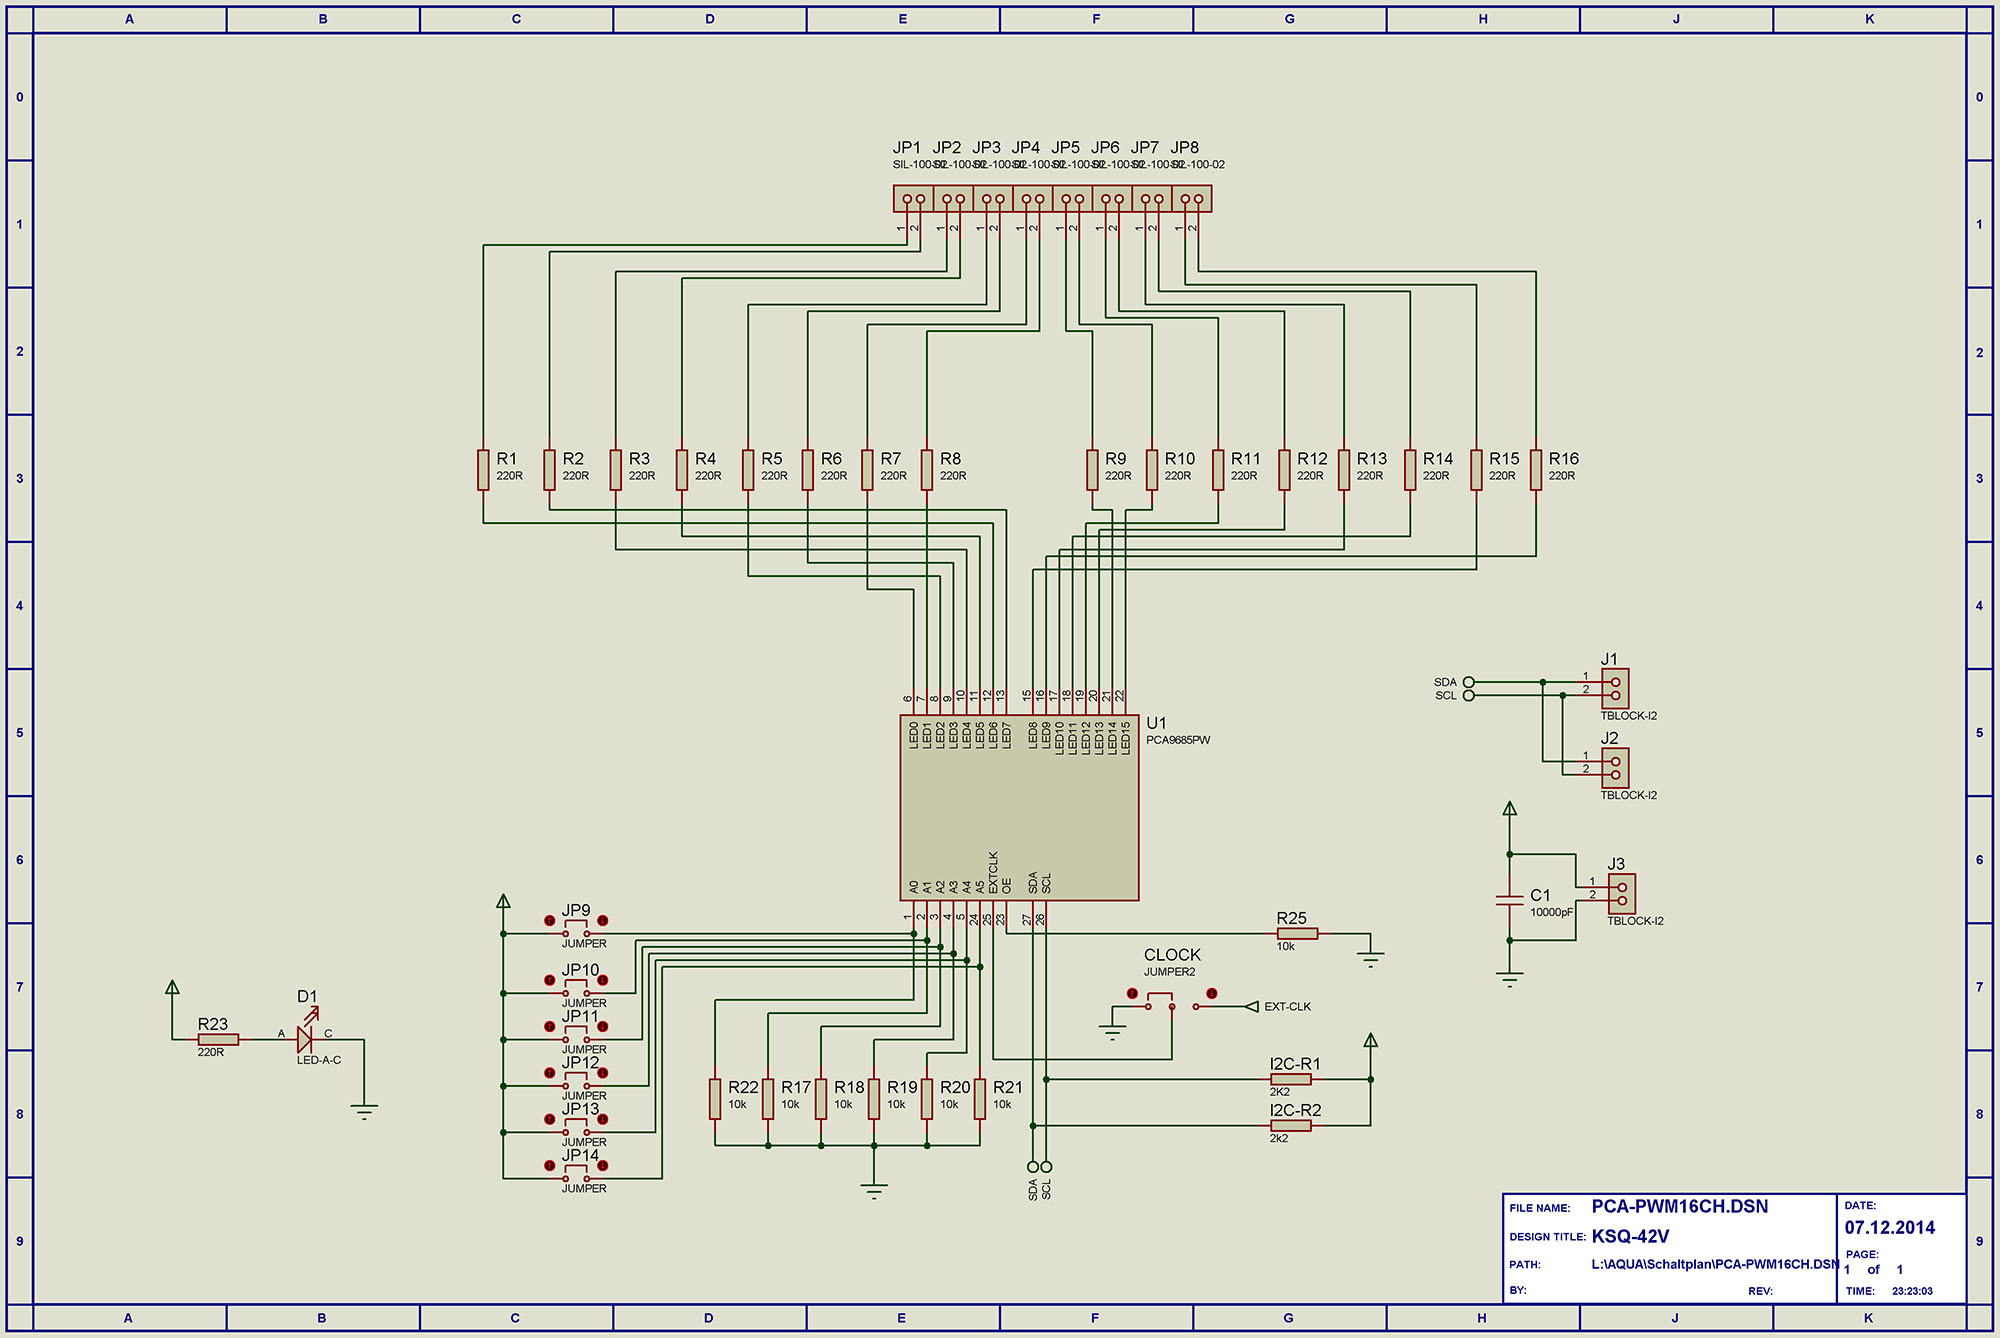 A B C D E F G H J K
0 0
JP1 JP2 JP3 JP4 JP5 JP6 JP7 JP8
SIL-100-02 SIL-100-02 SIL-100-02 SIL-100-02 SIL-100-02 SIL-100-02 SIL-100-02 SIL-100-02
1 1
1 2 1 2 1 2 1 2 1 2 1 2 1 2 1 2
2 2
R1 R2 R3 R4 R5 R6 R7 R8 R9 R10 R11 R12 R13 R14 R15 R16
220R 220R 220R 220R 220R 220R 220R 220R 220R 220R 220R 220R 220R 220R 220R 220R
3 3
4 4
6 7 8 9 10 11 12 13 15 16 17 18 19 20 21 22
LED0 LED1 LED2 LED3 LED4 LED5 LED6 LED7 LED8 LED9 LED10 LED11 LED12 LED13 LED14 LED15
U1
PCA9685PW
J1
SDA 1
SCL 2
TBLOCK-I2
5 5
J2
1
2
TBLOCK-I2
6 6
A0 A1 A2 A3 A4 A5 EXTCLK OE SDA SCL
1 2 3 4 5 24 25 23 27 26
J3
1
2
TBLOCK-I2
C1
10000pF
JP9
JUMPER
R25
10k
CLOCK
JUMPER2
EXT-CLK
7 7
JP10
JUMPER
D1
A C
LED-A-C
R23
220R
JP11
JUMPER
JP12
JUMPER
JP13
JUMPER
JP14
JUMPER
R22 R17 R18 R19 R20 R21
10k 10k 10k 10k 10k 10k
I2C-R1
2K2
I2C-R2
2k2
8 8
SDA SCL
9 9
FILE NAME: PCA-PWM16CH.DSN
DESIGN TITLE: KSQ-42V
PATH: L:\AQUA\Schaltplan\PCA-PWM16CH.DSN
BY: REV:
DATE:
07.12.2014
PAGE:
1 of 1
TIME: 23:23:03
A B C D E F G H J K